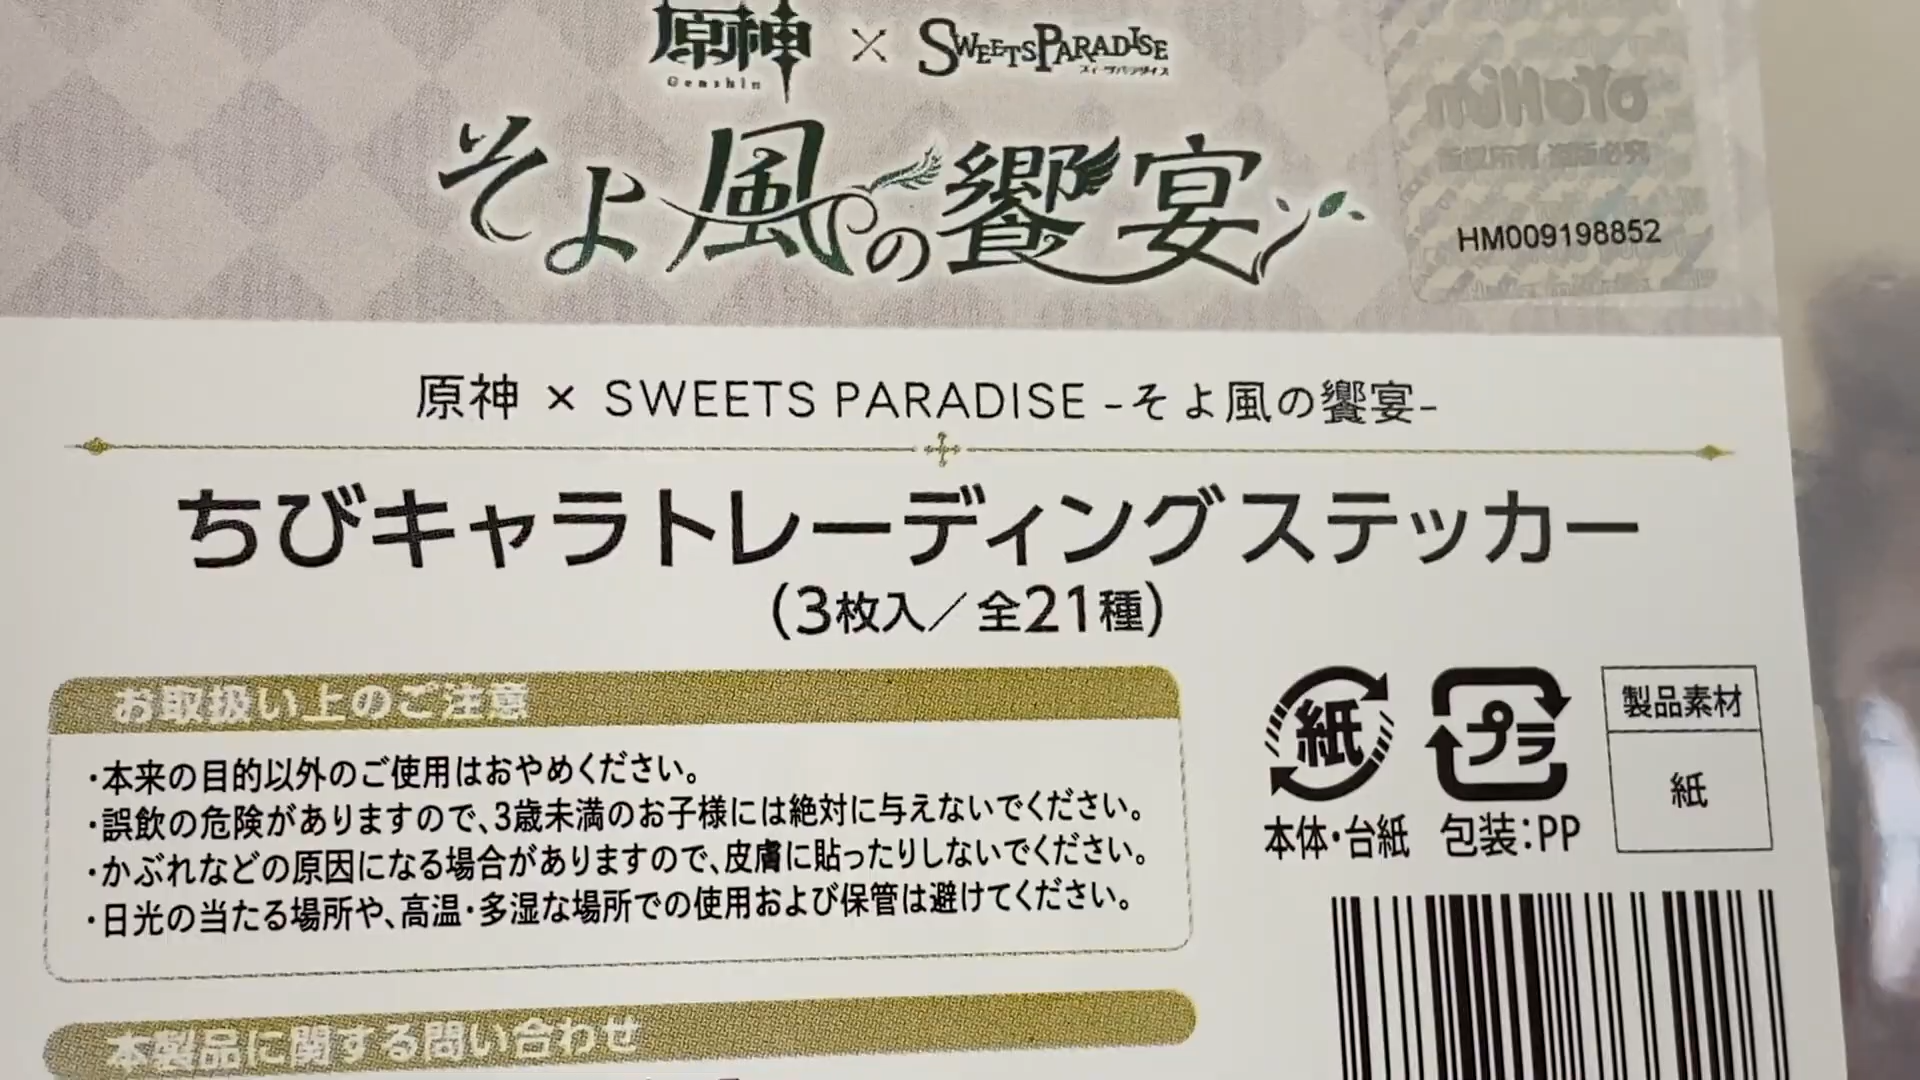 原神 × SWEETS PARADISE
Genshin スイーツパラダイス
そよ風の饗宴
miHoYo
版权所有 盗版必究
HM009198852
原神 × SWEETS PARADISE -そよ風の饗宴-
ちびキャラトレーディングステッカー
(3枚入/全21種)
お取扱い上のご注意
・本来の目的以外のご使用はおやめください。
・誤飲の危険がありますので、3歳未満のお子様には絶対に与えないでください。
・かぶれなどの原因になる場合がありますので、皮膚に貼ったりしないでください。
・日光の当たる場所や、高温・多湿な場所での使用および保管は避けてください。
紙
本体・台紙
プラ
包装:PP
製品素材
紙
本製品に関する問い合わせ